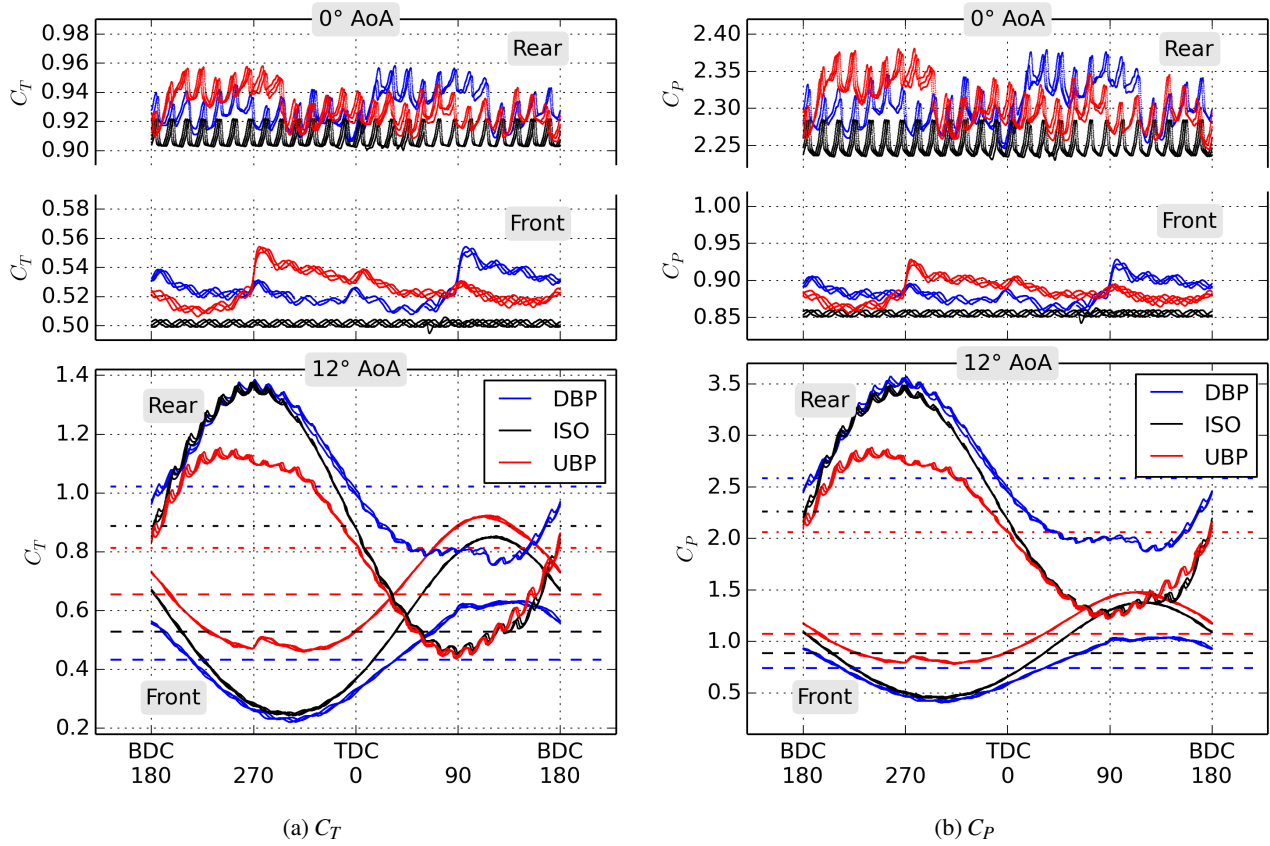 0° AoA
Rear
C_T
0.98
0.96
0.94
0.92
0.90
Front
C_T
0.58
0.56
0.54
0.52
0.50
12° AoA
Rear
Front
C_T
1.4
1.2
1.0
0.8
0.6
0.4
0.2
DBP
ISO
UBP
BDC TDC BDC
180 270 0 90 180
(a) C_T
0° AoA
Rear
C_P
2.40
2.35
2.30
2.25
Front
C_P
1.00
0.95
0.90
0.85
12° AoA
Rear
Front
C_P
3.5
3.0
2.5
2.0
1.5
1.0
0.5
DBP
ISO
UBP
BDC TDC BDC
180 270 0 90 180
(b) C_P